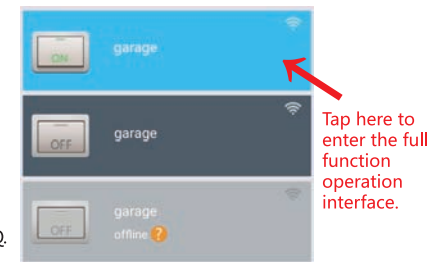 garage
ON
garage
OFF
garage
OFF
offline ?
Tap here to
enter the full
function
operation
interface.
Q.